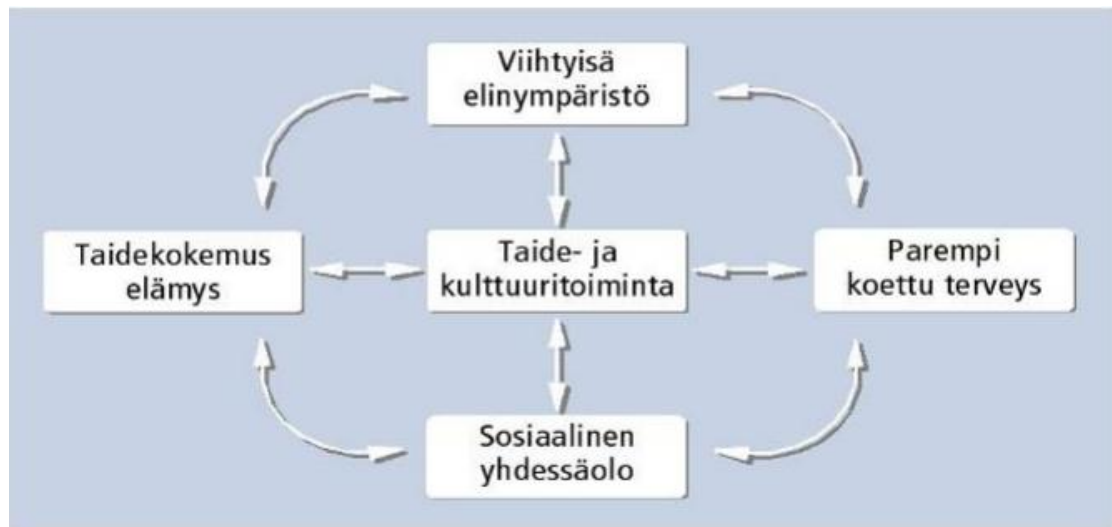 Viihtyisä
elinympäristö
Taidekokemus
elämys
Taide- ja
kulttuuritoiminta
Parempi
koettu terveys
Sosiaalinen
yhdessäolo